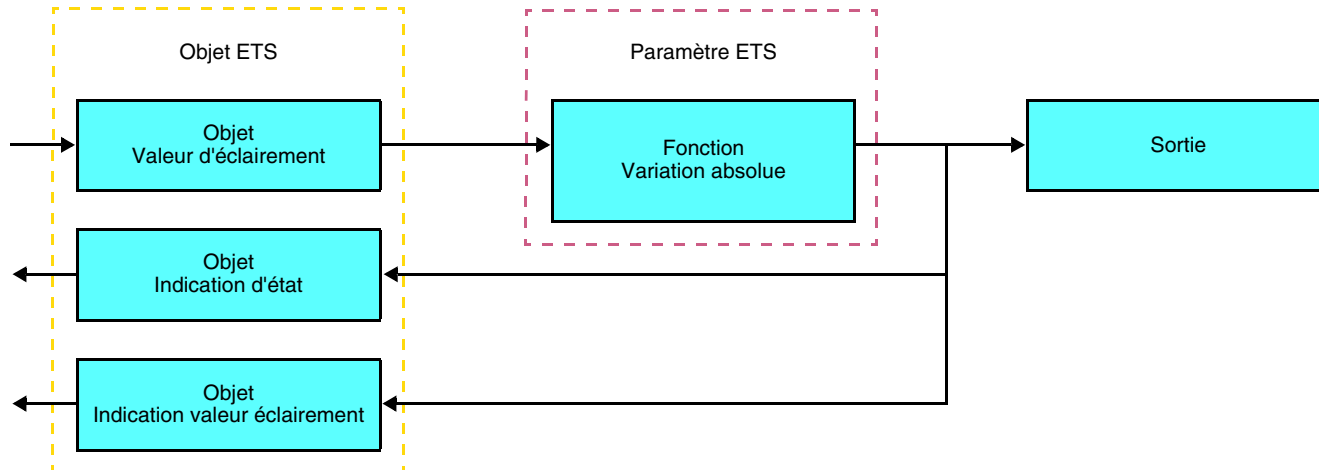 Objet ETS
Paramètre ETS
Objet
Valeur d'éclairement
Fonction
Variation absolue
Sortie
Objet
Indication d'état
Objet
Indication valeur éclairement